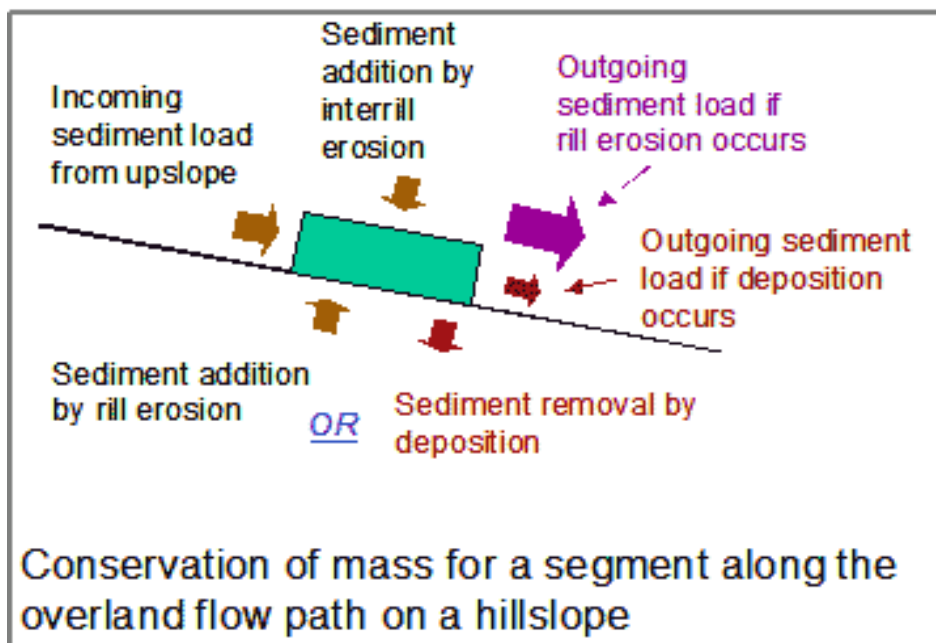 Sediment
addition by
interrill
erosion
Incoming
sediment load
from upslope
Outgoing
sediment load if
rill erosion occurs
Outgoing sediment
load if deposition
occurs
Sediment addition
by rill erosion
OR
Sediment removal by
deposition
Conservation of mass for a segment along the
overland flow path on a hillslope